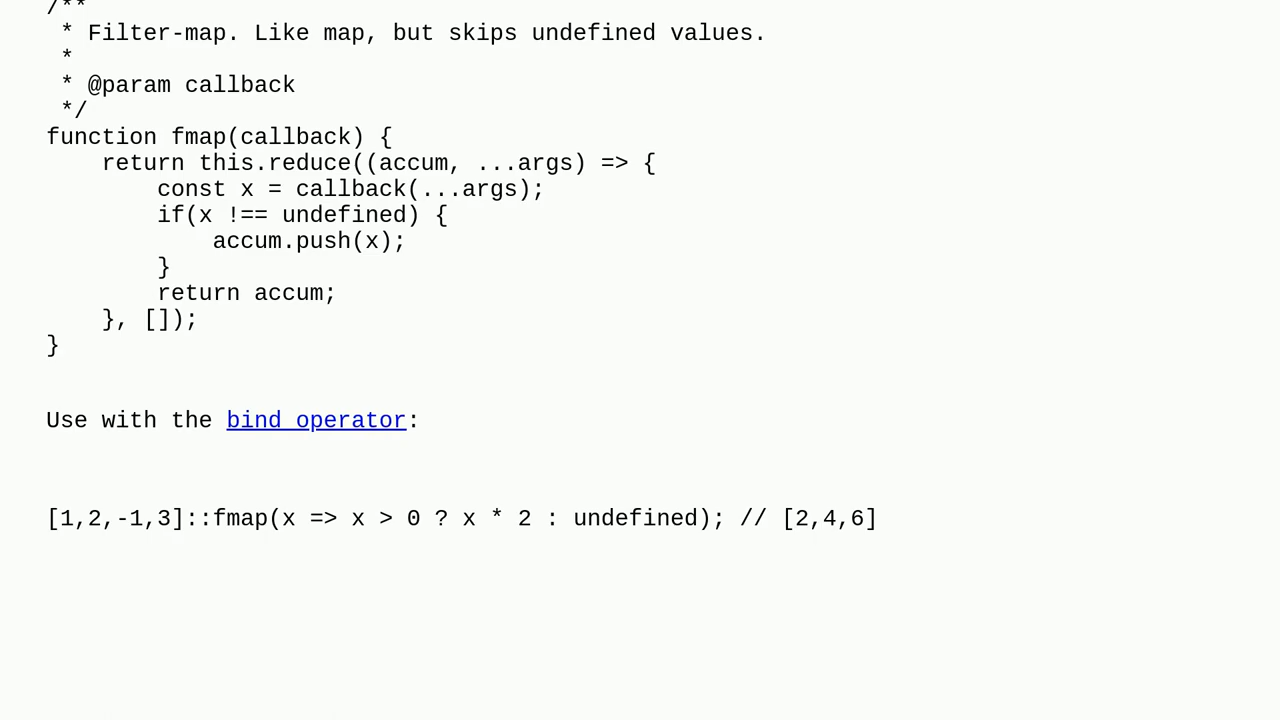 /**
 * Filter-map. Like map, but skips undefined values.
 *
 * @param callback
 */
function fmap(callback) {
    return this.reduce((accum, ...args) => {
        const x = callback(...args);
        if(x !== undefined) {
            accum.push(x);
        }
        return accum;
    }, []);
}
Use with the bind operator:
[1,2,-1,3]::fmap(x => x > 0 ? x * 2 : undefined); // [2,4,6]